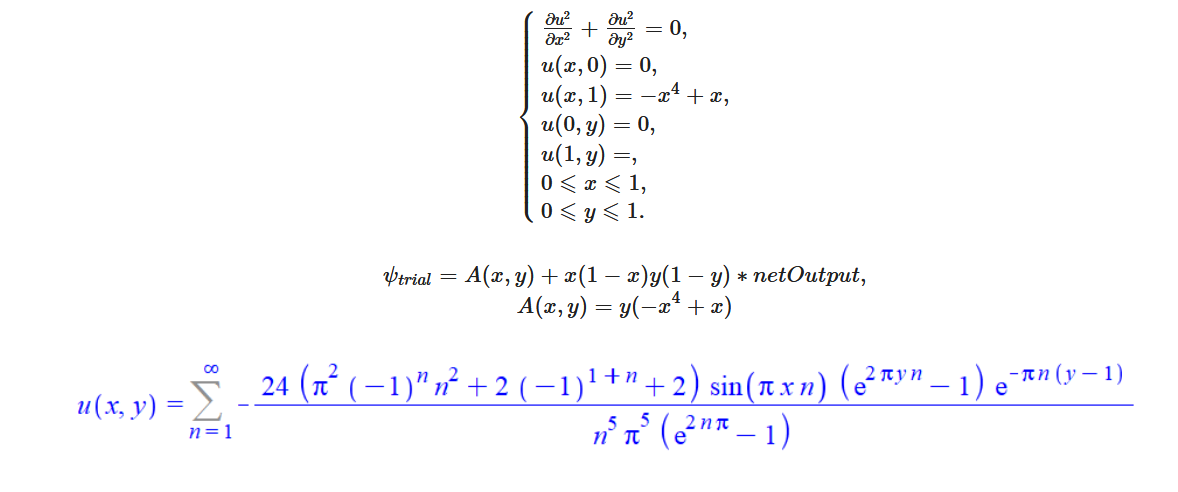 ∂u²/∂x² + ∂u²/∂y² = 0,
u(x, 0) = 0,
u(x, 1) = −x⁴ + x,
u(0, y) = 0,
u(1, y) =,
0 ⩽ x ⩽ 1,
0 ⩽ y ⩽ 1.
ψ_trial = A(x, y) + x(1 − x)y(1 − y) ∗ netOutput,
A(x, y) = y(−x⁴ + x)
u(x, y) = ∑_{n=1}^{∞} − (24 (π² (−1)ⁿ n² + 2 (−1)^{1+n} + 2) sin(π x n) (e^{2 π y n} − 1) e^{−π n (y − 1)}) / (n⁵ π⁵ (e^{2 n π} − 1))